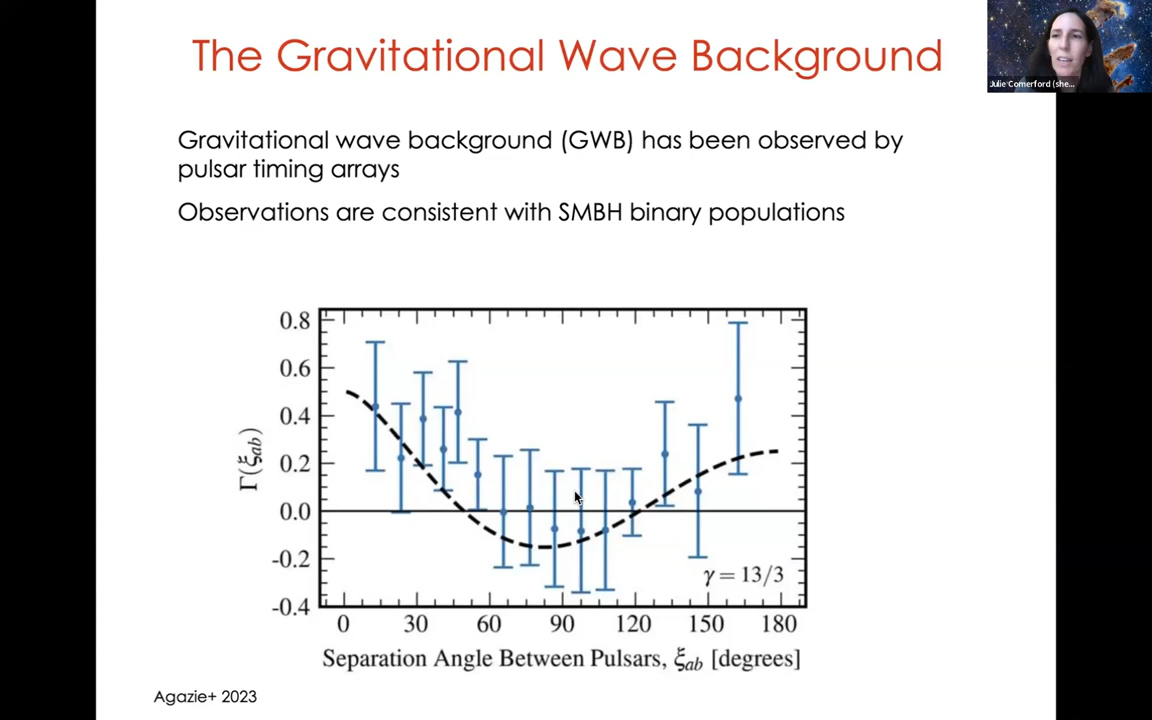 The Gravitational Wave Background
Julie Comerford (she...
Gravitational wave background (GWB) has been observed by
pulsar timing arrays
Observations are consistent with SMBH binary populations
0.8
0.6
0.4
0.2
0.0
-0.2
-0.4
Γ(ξab)
γ = 13/3
0 30 60 90 120 150 180
Separation Angle Between Pulsars, ξab [degrees]
Agazie+ 2023